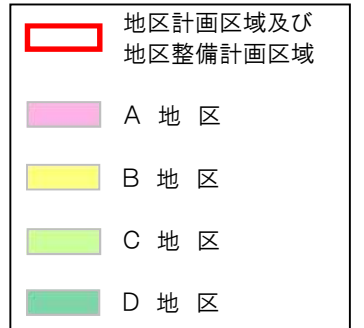 地区計画区域及び
地区整備計画区域
A 地 区
B 地 区
C 地 区
D 地 区